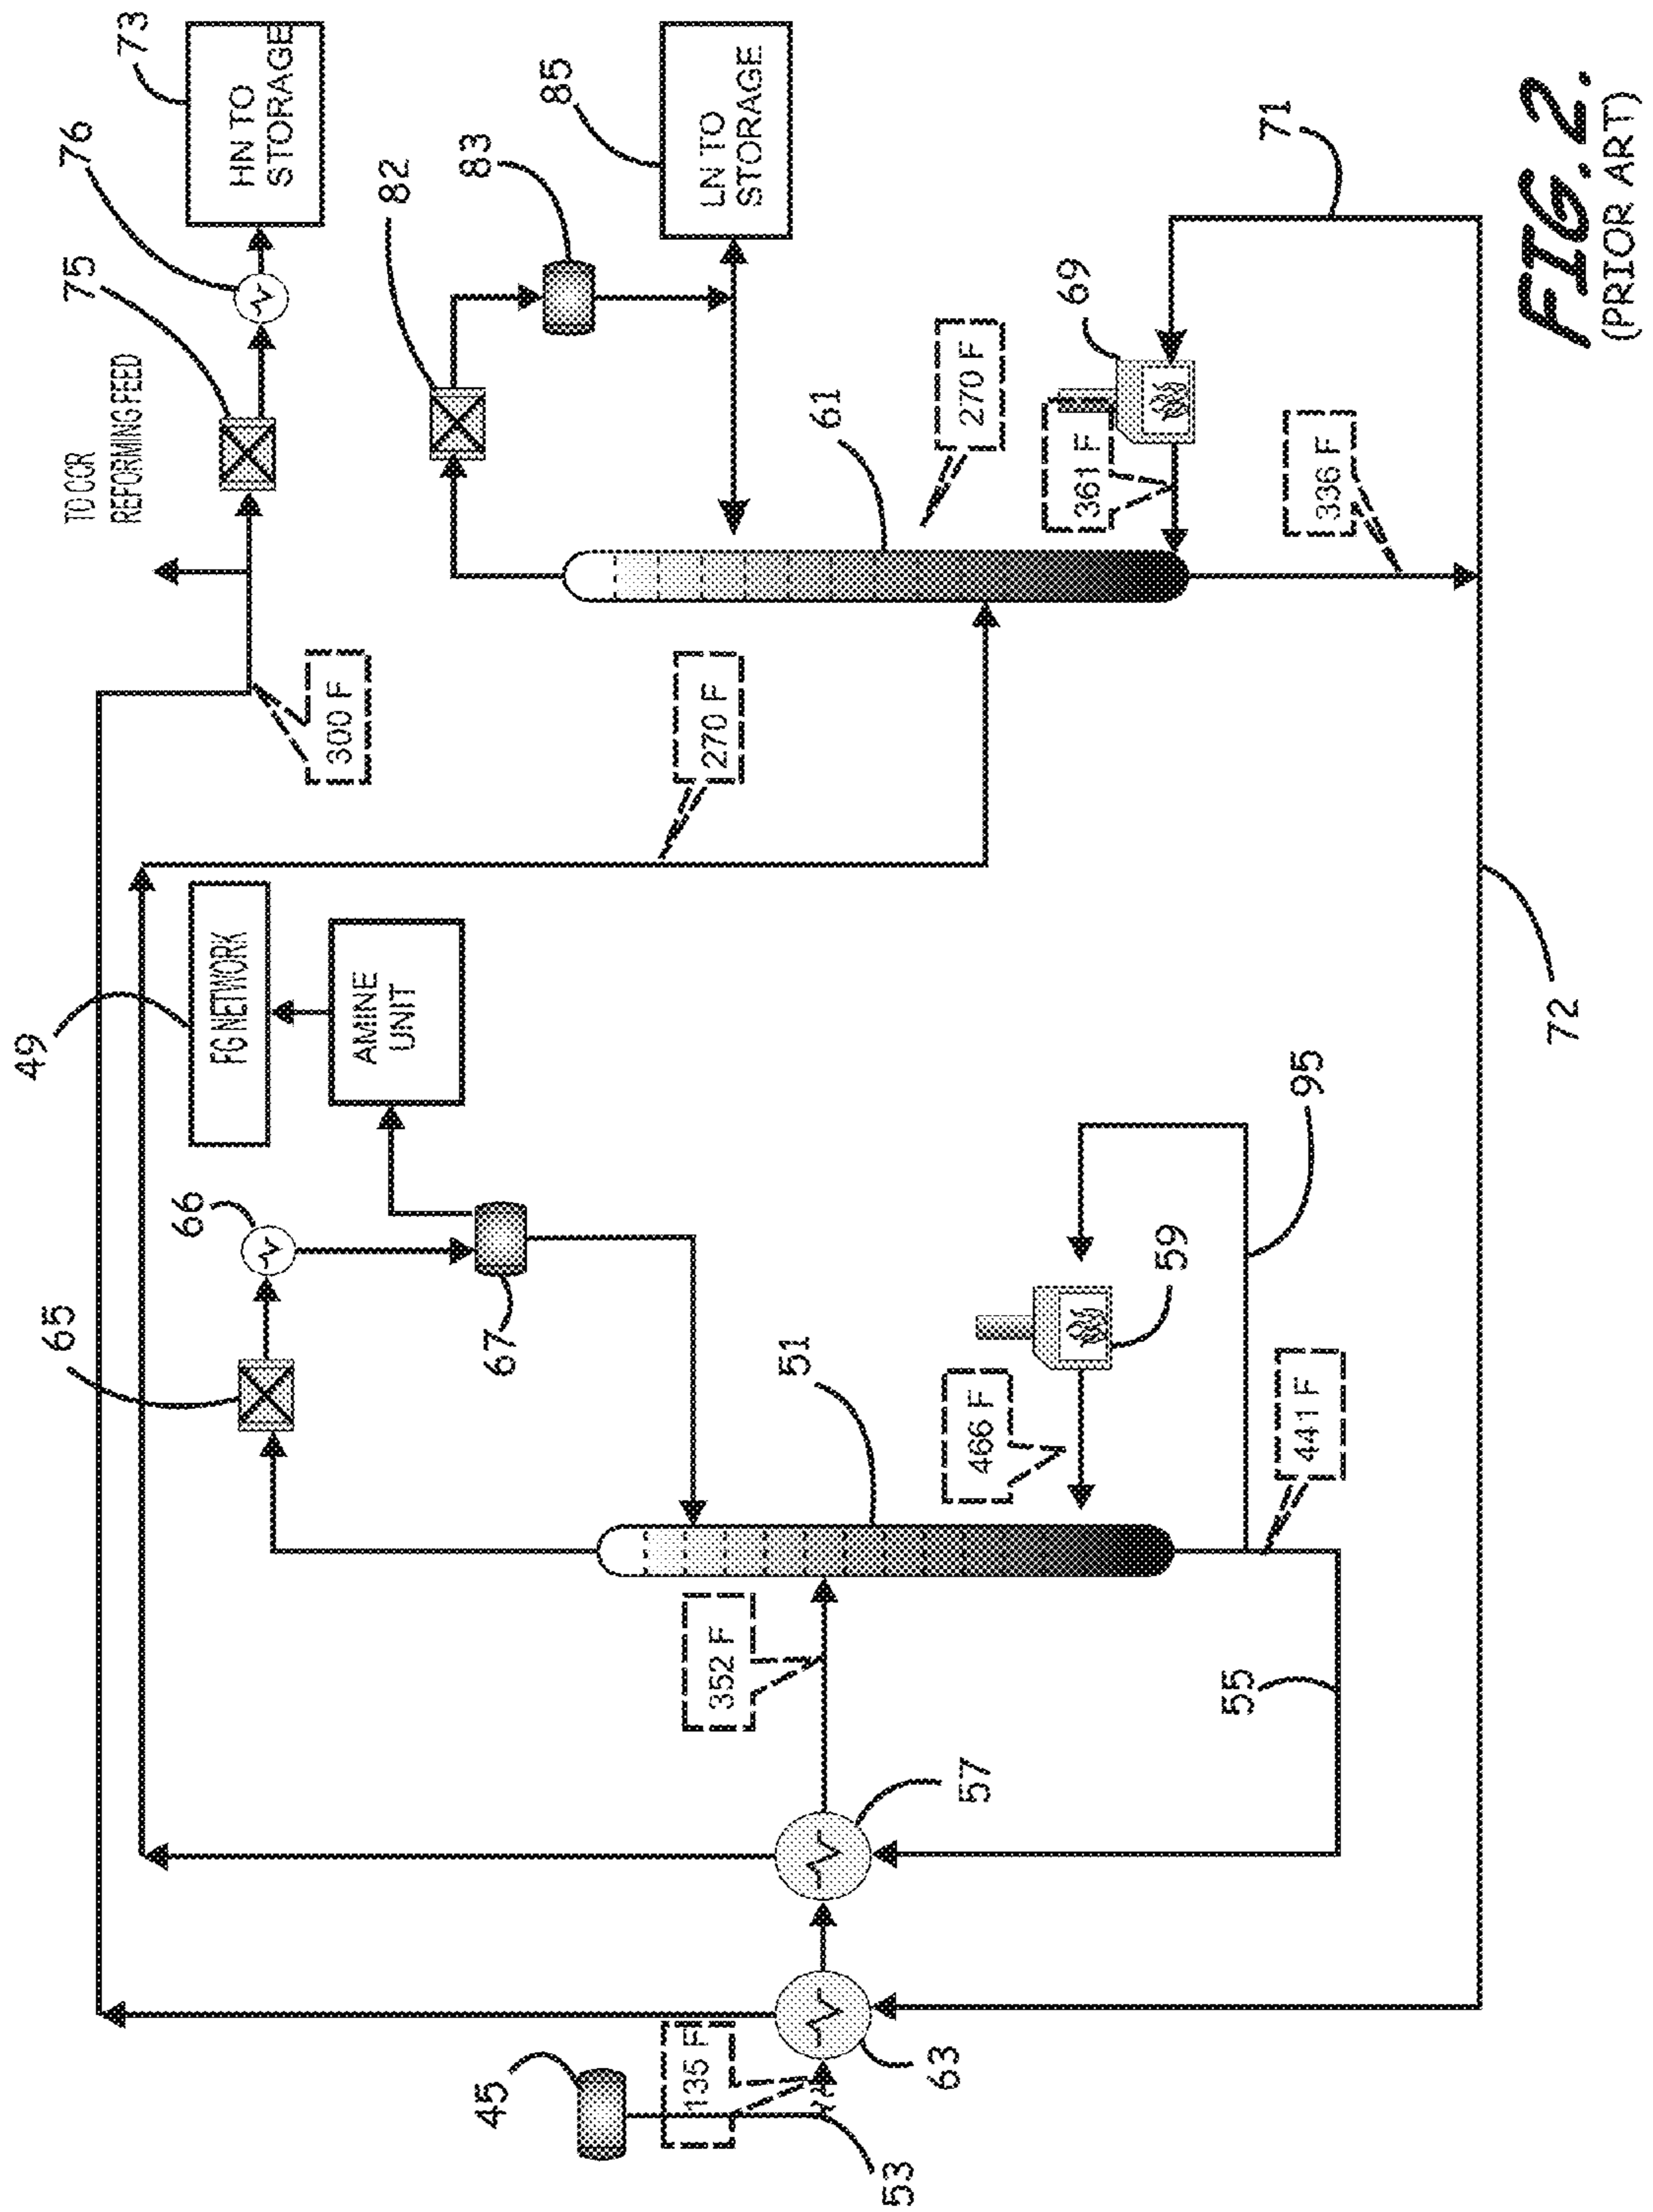 49
65
TO CCR
REFORMING FEED
75
76
73
66
FG NETWORK
HN TO
STORAGE
300 F
AMINE
UNIT
82
83
45
67
85
135 F
352 F
270 F
LN TO
STORAGE
51
61
53
63
57
466 F
270 F
361 F
69
59
55
71
441 F
95
336 F
72
FIG. 2.
(PRIOR ART)